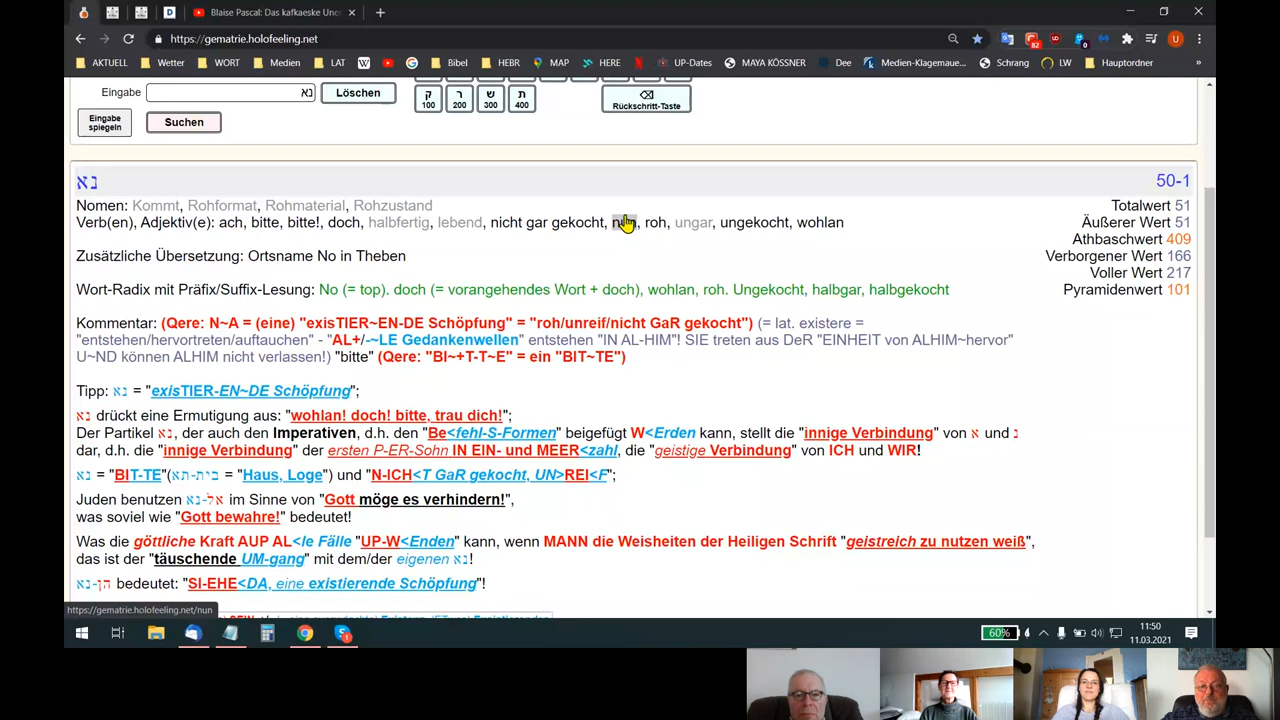 Blaise Pascal: Das kafkaeske Une
https://gematrie.holofeeling.net
82
0
U
AKTUELL Wetter WORT Medien LAT Bibel HEBR MAP HERE UP-Dates MAYA KÖSSNER Dee Medien-Klagemaue... Schrang LW Hauptordner »
Eingabe נא Löschen
ק ר ש ת
100 200 300 400
Rückschritt-Taste
Eingabe spiegeln
Suchen
נא 50-1
Nomen: Kommt, Rohformat, Rohmaterial, Rohzustand
Totalwert 51
Verb(en), Adjektiv(e): ach, bitte, bitte!, doch, halbfertig, lebend, nicht gar gekocht, nun, roh, ungar, ungekocht, wohlan
Äußerer Wert 51
Athbaschwert 409
Zusätzliche Übersetzung: Ortsname No in Theben
Verborgener Wert 166
Voller Wert 217
Wort-Radix mit Präfix/Suffix-Lesung: No (= top). doch (= vorangehendes Wort + doch), wohlan, roh. Ungekocht, halbgar, halbgekocht
Pyramidenwert 101
Kommentar: (Qere: N~A = (eine) "exisTIER~EN-DE Schöpfung" = "roh/unreif/nicht GaR gekocht") (= lat. existere =
"entstehen/hervortreten/auftauchen" - "AL+/-~LE Gedankenwellen" entstehen "IN AL-HIM"! SIE treten aus DeR "EINHEIT von ALHIM~hervor"
U~ND können ALHIM nicht verlassen!) "bitte" (Qere: "BI~+T-T~E" = ein "BIT~TE")
Tipp: נא = "exisTIER-EN~DE Schöpfung";
נא drückt eine Ermutigung aus: "wohlan! doch! bitte, trau dich!";
Der Partikel נא, der auch den Imperativen, d.h. den "Be<fehl-S-Formen" beigefügt W<Erden kann, stellt die "innige Verbindung" von א und נ
dar, d.h. die "innige Verbindung" der ersten P-ER-Sohn IN EIN- und MEER<zahl, die "geistige Verbindung" von ICH und WIR!
נא = "BIT-TE"(בית-תא = "Haus, Loge") und "N-ICH<T GaR gekocht, UN>REI<F";
Juden benutzen אל-נא im Sinne von "Gott möge es verhindern!",
was soviel wie "Gott bewahre!" bedeutet!
Was die göttliche Kraft AUP AL<le Fälle "UP-W<Enden" kann, wenn MANN die Weisheiten der Heiligen Schrift "geistreich zu nutzen weiß",
das ist der "täuschende UM-gang" mit dem/der eigenen נא!
הן-נא bedeutet: "SI-EHE<DA, eine existierende Schöpfung"!
https://gematrie.holofeeling.net/nun
60%
11:50
11.03.2021